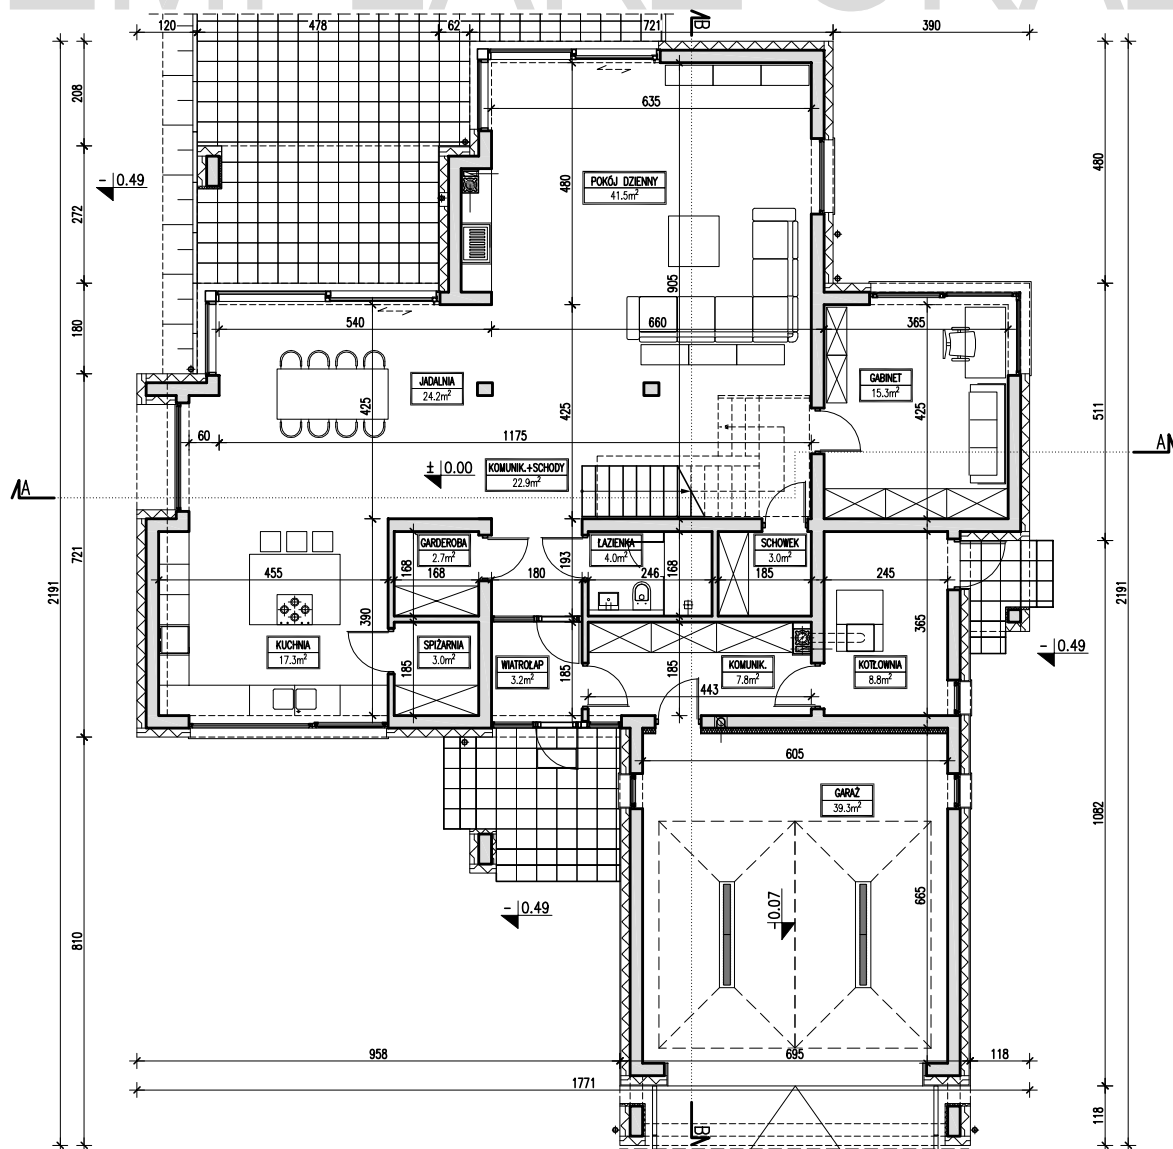 120
478
62
721
390
B
208
635
480
480
- 0.49
POKÓJ DZIENNY
41.5m²
272
905
180
540
660
365
JADALNIA
24.2m²
GABINET
15.3m²
425
425
425
511
60
1175
A
± 0.00
KOMUNIK.+SCHODY
22.9m²
A
721
2191
2191
GARDEROBA
2.7m²
ŁAZIENKA
4.0m²
SCHOWEK
3.0m²
193
168
168
455
168
180
246
185
245
390
365
KUCHNIA
17.3m²
SPIŻARNIA
3.0m²
WIATROŁAP
3.2m²
KOMUNIK.
7.8m²
KOTŁOWNIA
8.8m²
- 0.49
185
185
185
443
605
GARAŻ
39.3m²
1082
665
- 0.49
-0.07
810
958
695
118
1771
118
B